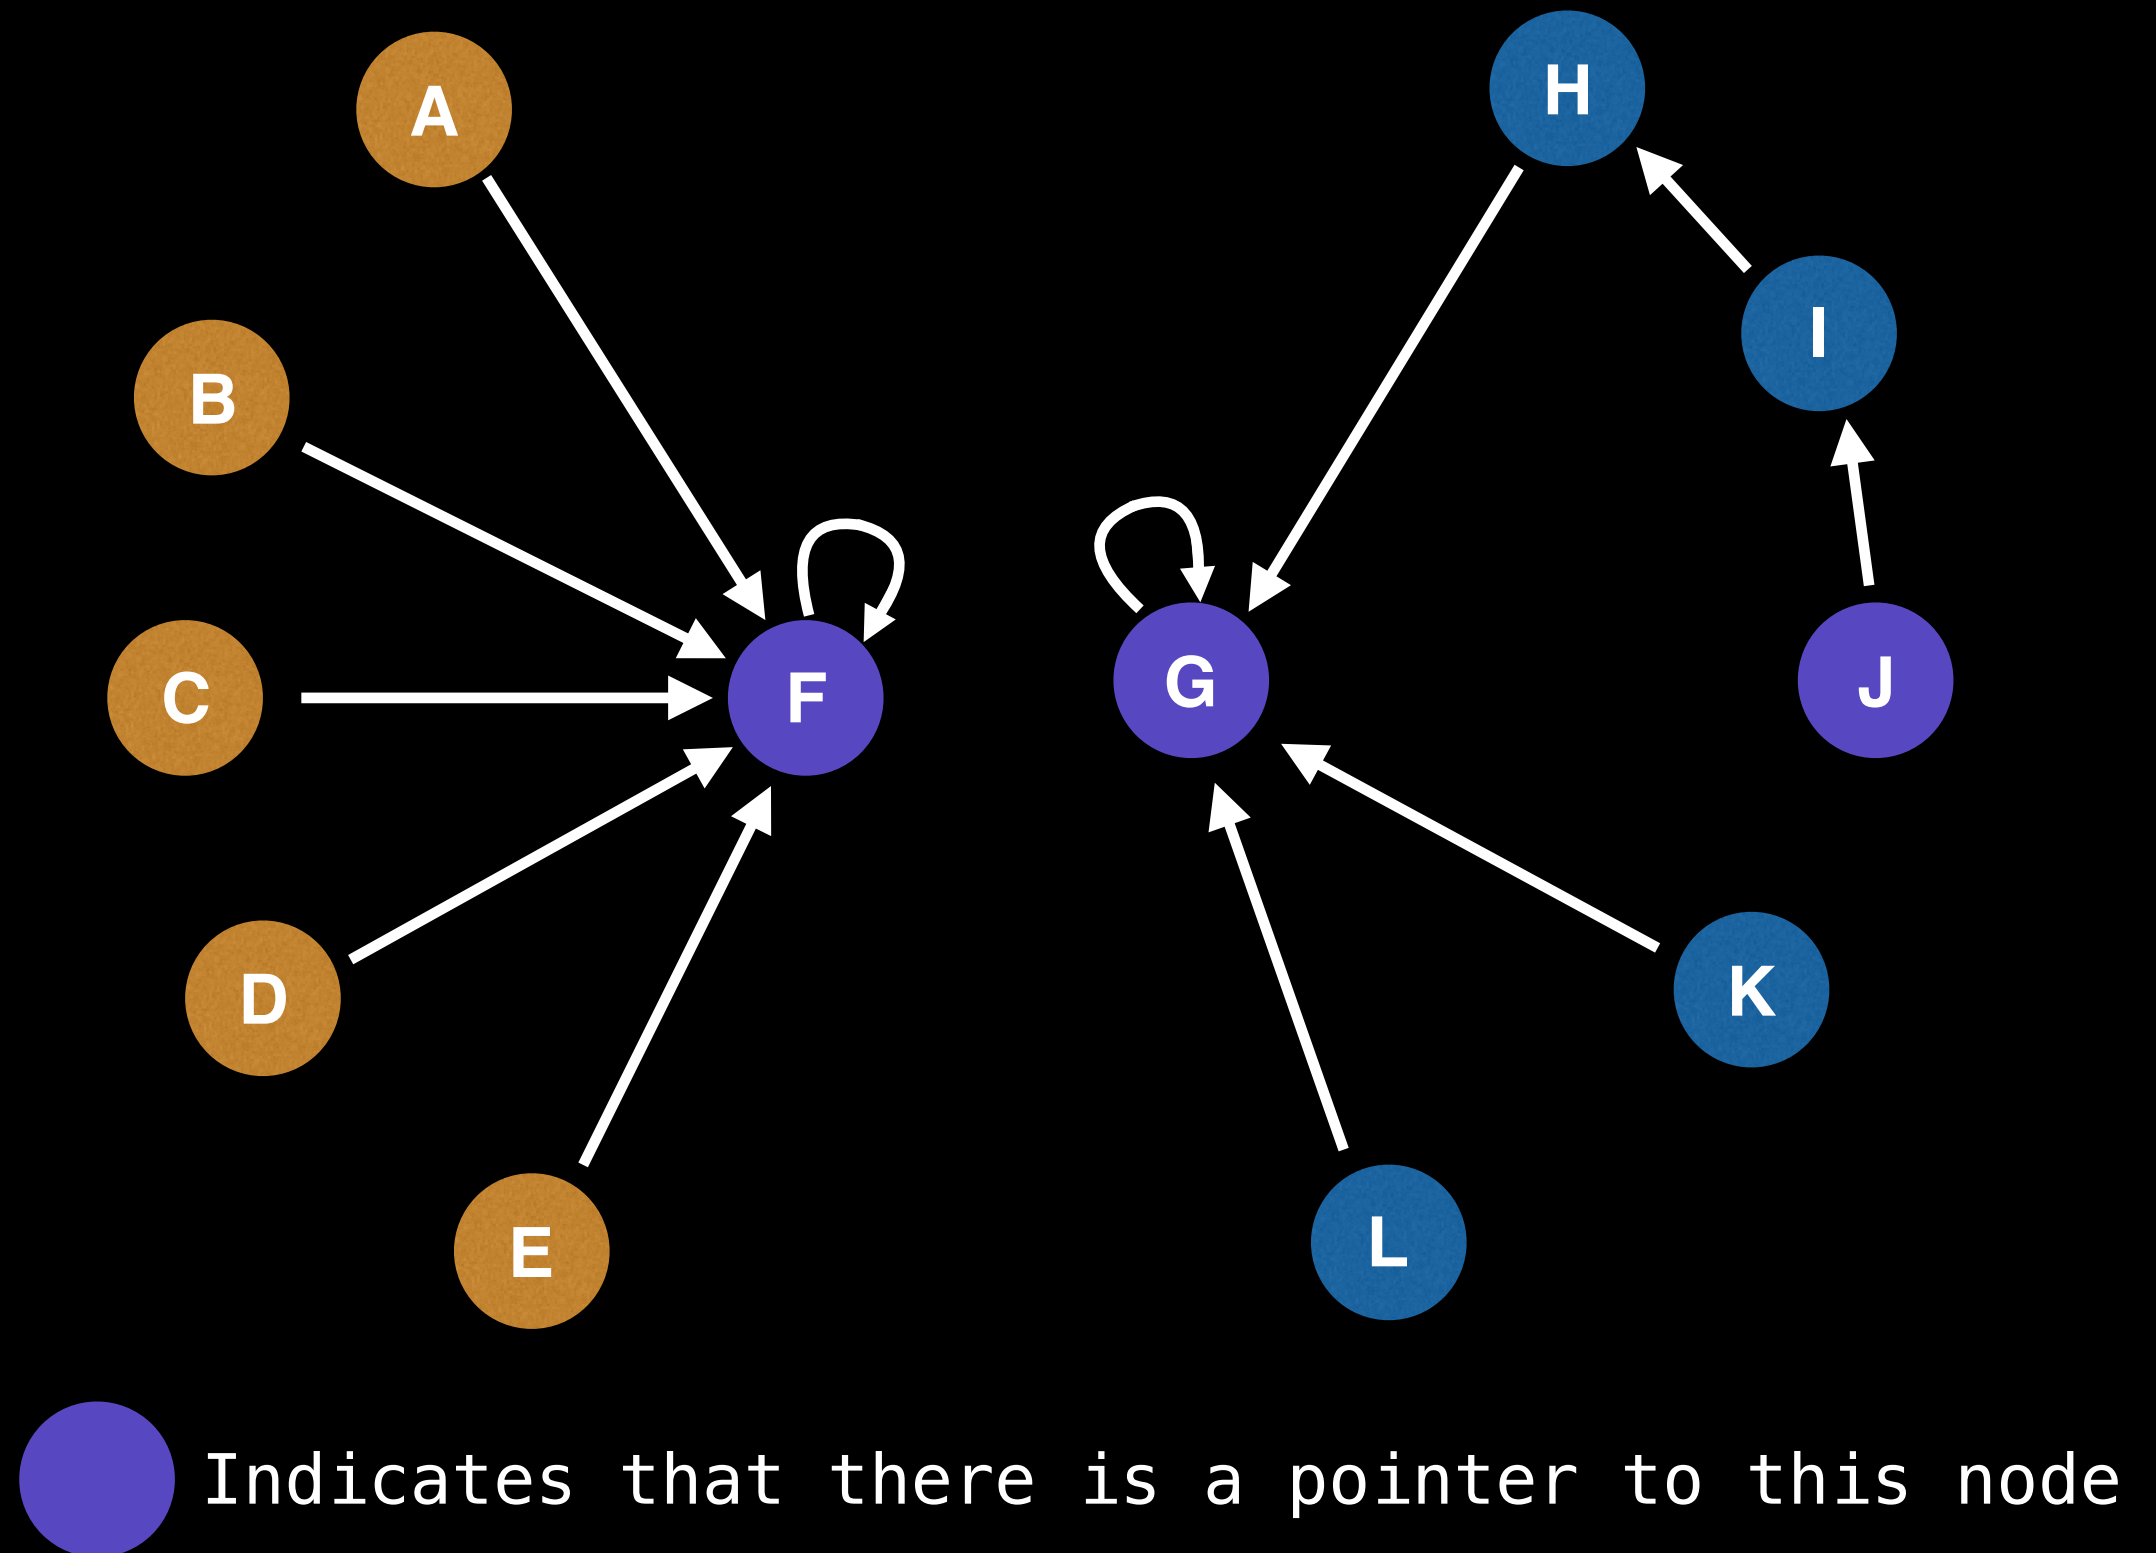 A
H
I
B
C
F
G
J
D
K
E
L
Indicates that there is a pointer to this node